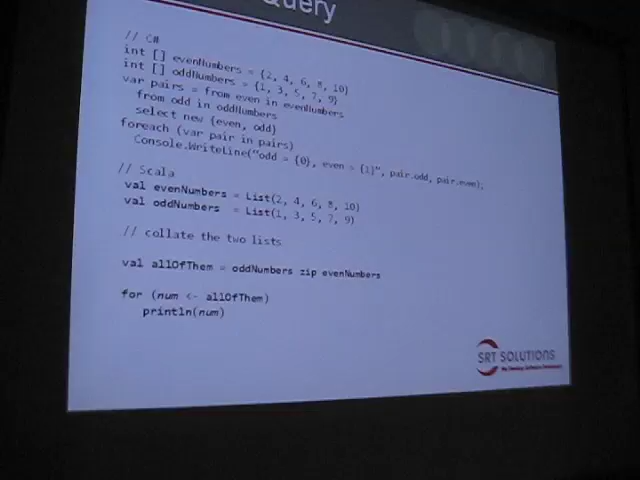 Query
// C#
int [] evenNumbers = {2, 4, 6, 8, 10}
int [] oddNumbers = {1, 3, 5, 7, 9}
var pairs = from even in evenNumbers
from odd in oddNumbers
select new {even, odd}
foreach (var pair in pairs)
Console.WriteLine("odd = {0}, even = {1}", pair.odd, pair.even);
// Scala
val evenNumbers = List(2, 4, 6, 8, 10)
val oddNumbers = List(1, 3, 5, 7, 9)
// collate the two lists
val allOfThem = oddNumbers zip evenNumbers
for (num <- allOfThem)
println(num)
SRT SOLUTIONS